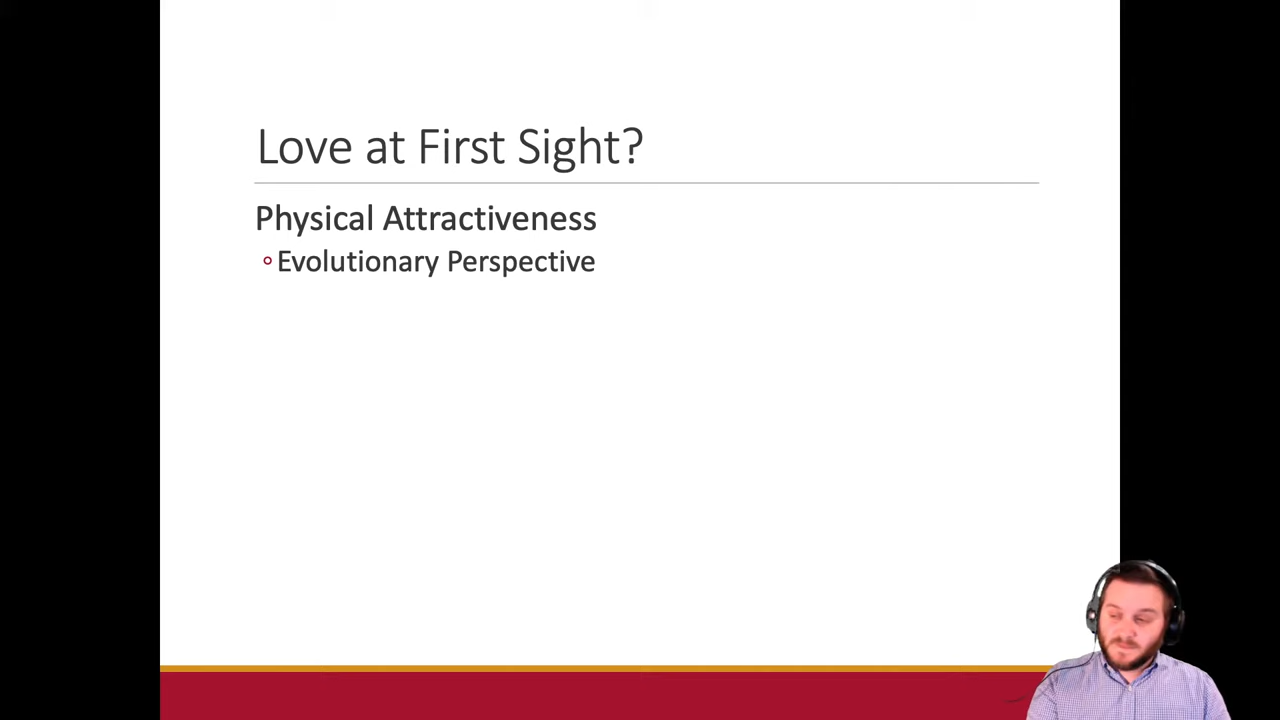 Love at First Sight?
Physical Attractiveness
Evolutionary Perspective